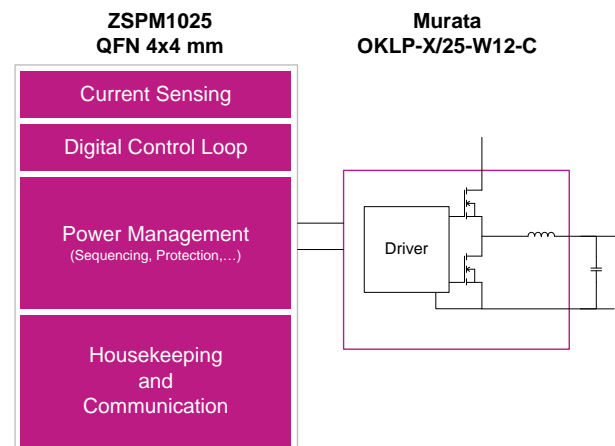 ZSPM1025
QFN 4x4 mm
Murata
OKLP-X/25-W12-C
Current Sensing
Digital Control Loop
Power Management
(Sequencing, Protection,…)
Driver
Housekeeping
and
Communication